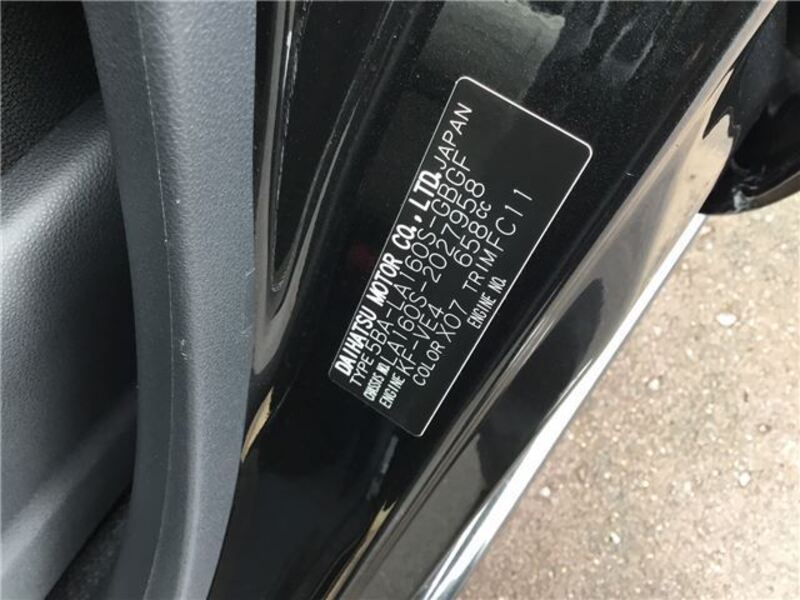 DAIHATSU MOTOR CO., LTD. JAPAN
TYPE 5BA-LA160S-GBGF
CHASSIS NO. LA160S-2027958
ENGINE KF-VE4 658cc
COLOR X07 TRIM FC11
ENGINE NO.